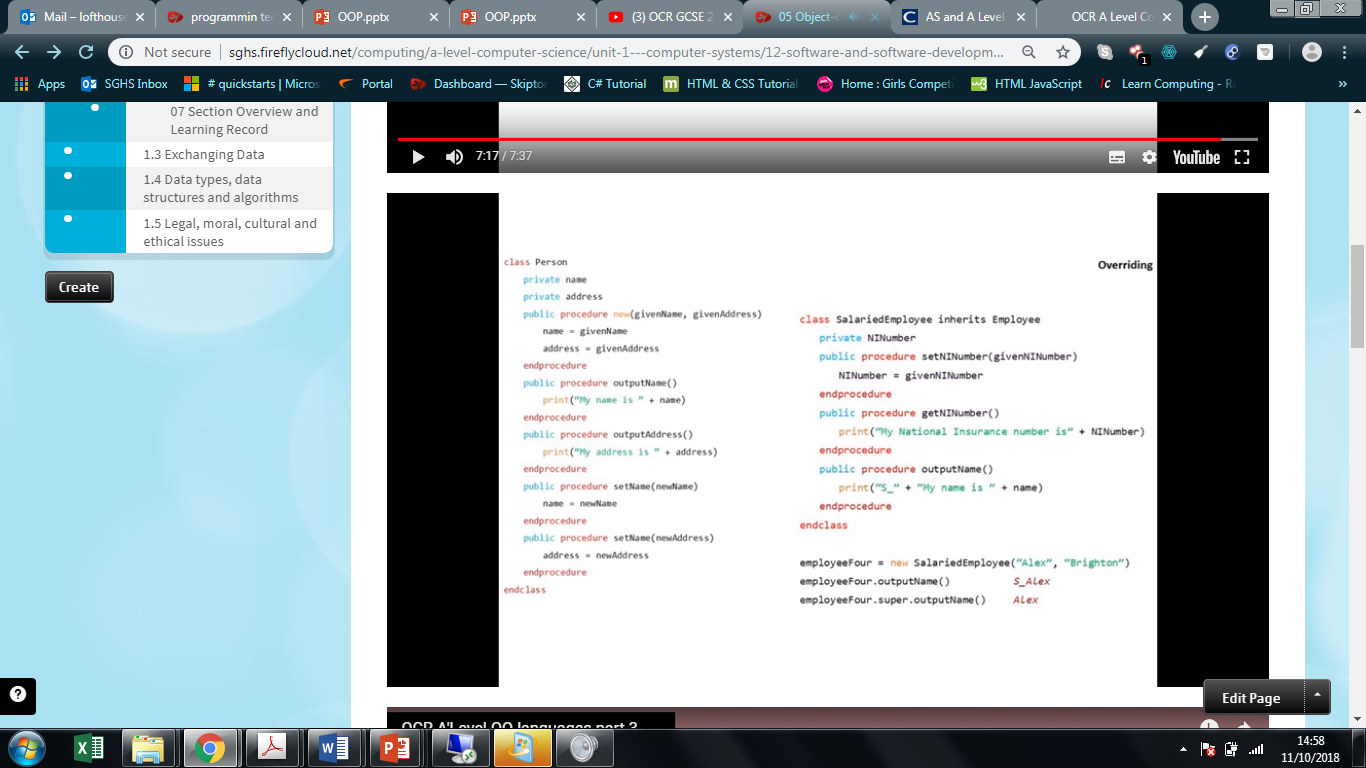 Mail – lofthouse
programmin te
OOP.pptx
OOP.pptx
(3) OCR GCSE 2
05 Object-
AS and A Level
OCR A Level Co
Not secure | sghs.fireflycloud.net/computing/a-level-computer-science/unit-1---computer-systems/12-software-and-software-developm...
1
Apps
SGHS Inbox
# quickstarts | Micros
Portal
Dashboard — Skipton
C# Tutorial
HTML & CSS Tutorial
Home : Girls Competi
HTML JavaScript
Learn Computing - R
»
07 Section Overview and
Learning Record
1.3 Exchanging Data
1.4 Data types, data
structures and algorithms
1.5 Legal, moral, cultural and
ethical issues
Create
7:17 / 7:37
YouTube
Overriding
class Person
private name
private address
public procedure new(givenName, givenAddress)
name = givenName
address = givenAddress
endprocedure
public procedure outputName()
print("My name is " + name)
endprocedure
public procedure outputAddress()
print("My address is " + address)
endprocedure
public procedure setName(newName)
name = newName
endprocedure
public procedure setName(newAddress)
address = newAddress
endprocedure
endclass
class SalariedEmployee inherits Employee
private NINumber
public procedure setNINumber(givenNINumber)
NINumber = givenNINumber
endprocedure
public procedure getNINumber()
print("My National Insurance number is" + NINumber)
endprocedure
public procedure outputName()
print("S_" + "My name is " + name)
endprocedure
endclass
employeeFour = new SalariedEmployee("Alex", "Brighton")
employeeFour.outputName() S_Alex
employeeFour.super.outputName() Alex
?
Edit Page
OCR A'Level OO languages part 3
14:58
11/10/2018